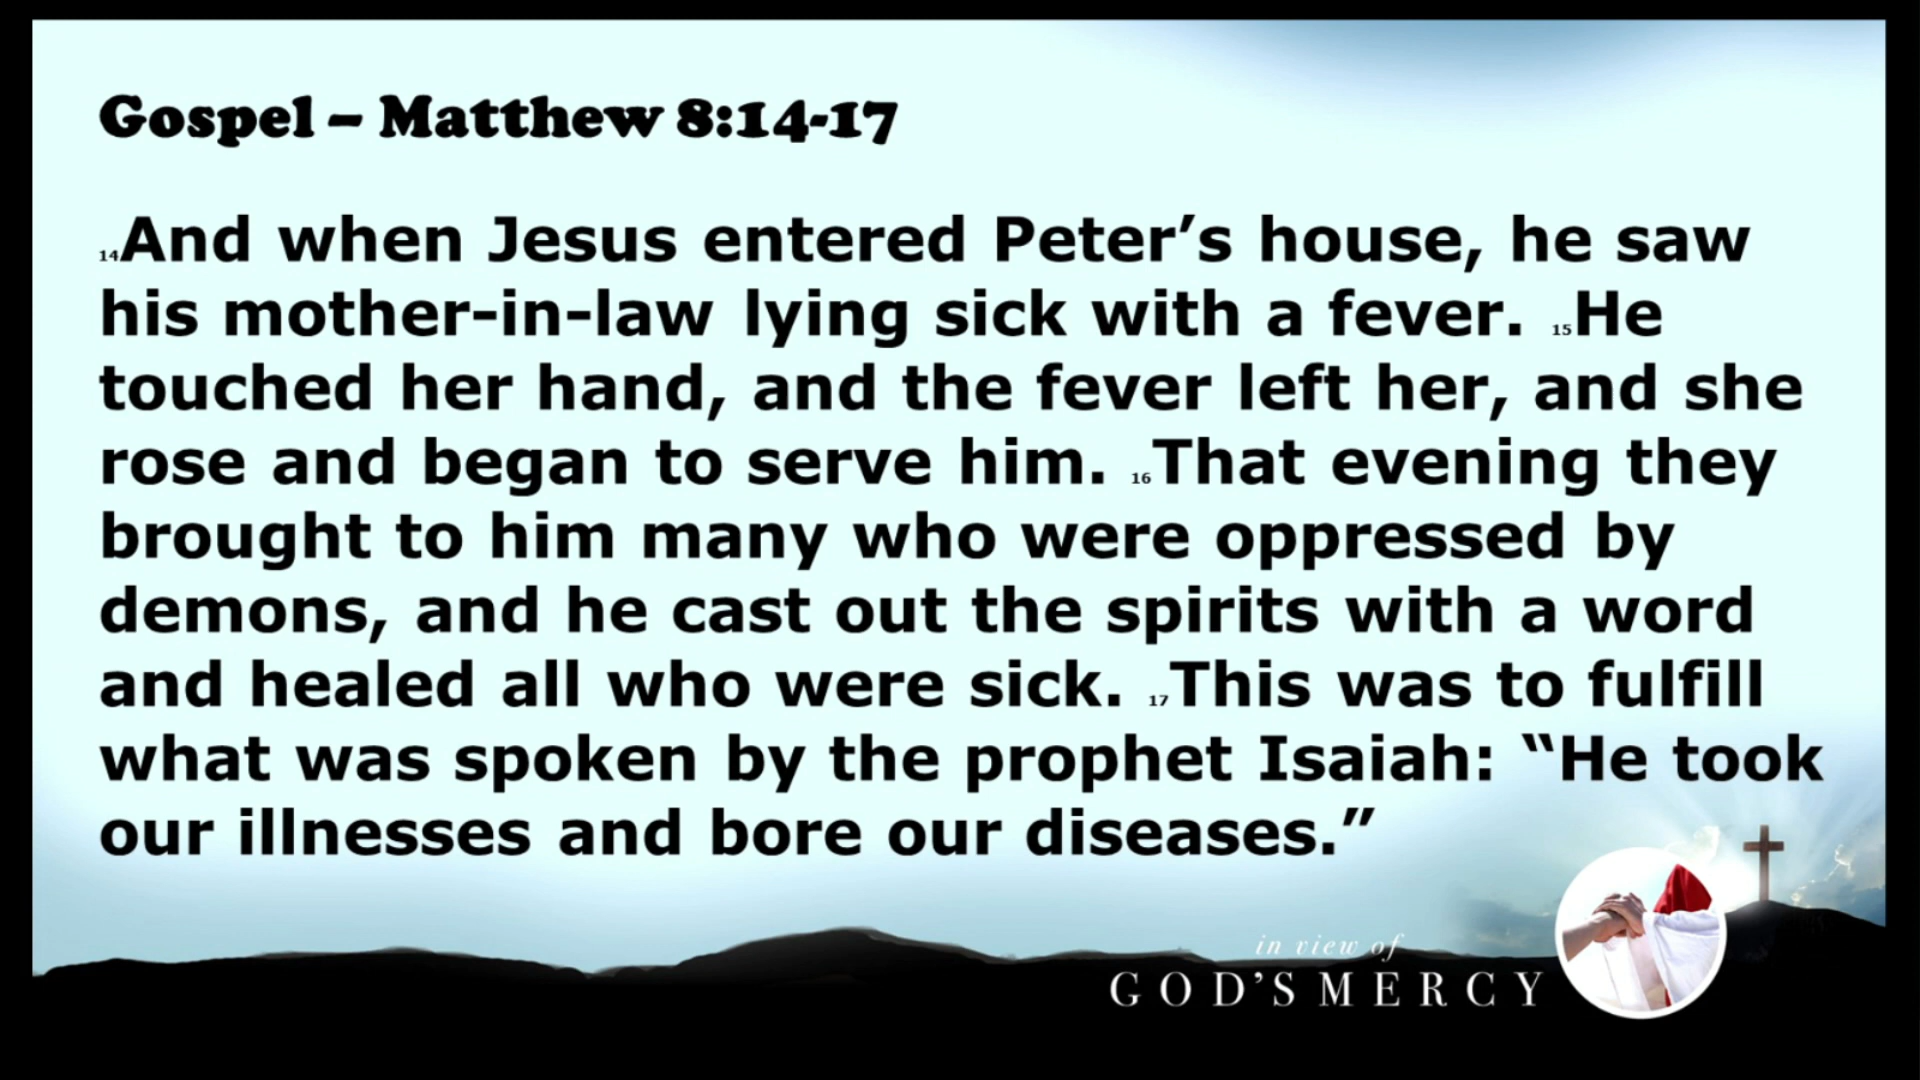 Gospel – Matthew 8:14-17
14And when Jesus entered Peter’s house, he saw
his mother-in-law lying sick with a fever. 15He
touched her hand, and the fever left her, and she
rose and began to serve him. 16That evening they
brought to him many who were oppressed by
demons, and he cast out the spirits with a word
and healed all who were sick. 17This was to fulfill
what was spoken by the prophet Isaiah: “He took
our illnesses and bore our diseases.”
in view of
GOD’S MERCY